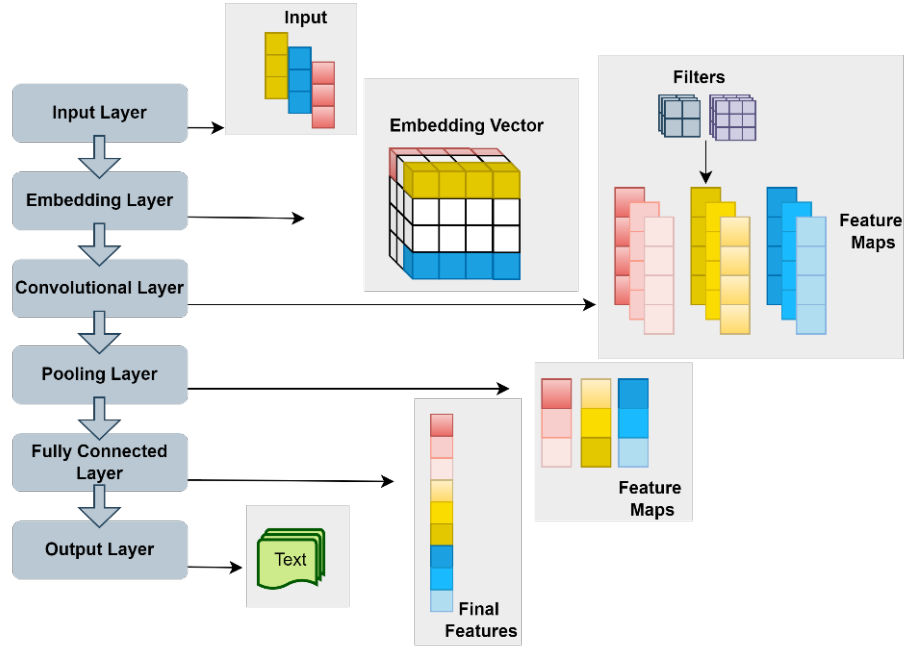 Input
Input Layer
Embedding Vector
Filters
Embedding Layer
Feature
Maps
Convolutional Layer
Pooling Layer
Fully Connected
Layer
Feature
Maps
Output Layer
Text
Final
Features